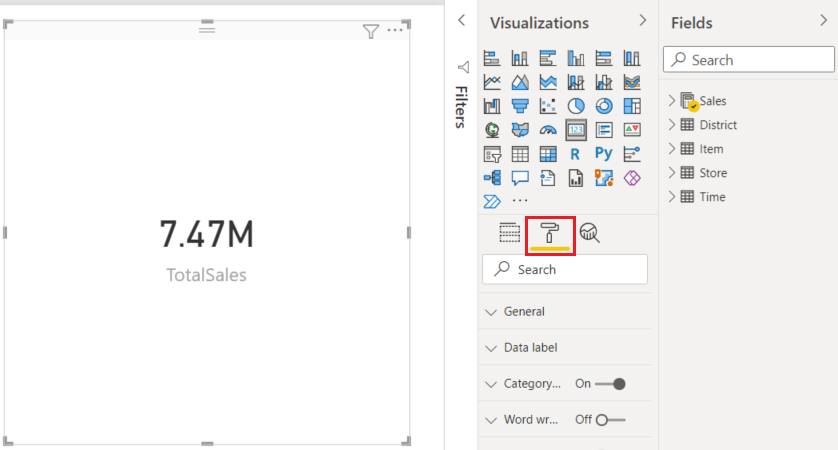 Visualizations
Fields
Search
Filters
Sales
District
Item
Store
Time
123
R
Py
7.47M
TotalSales
Search
General
Data label
Category... On
Word wr... Off